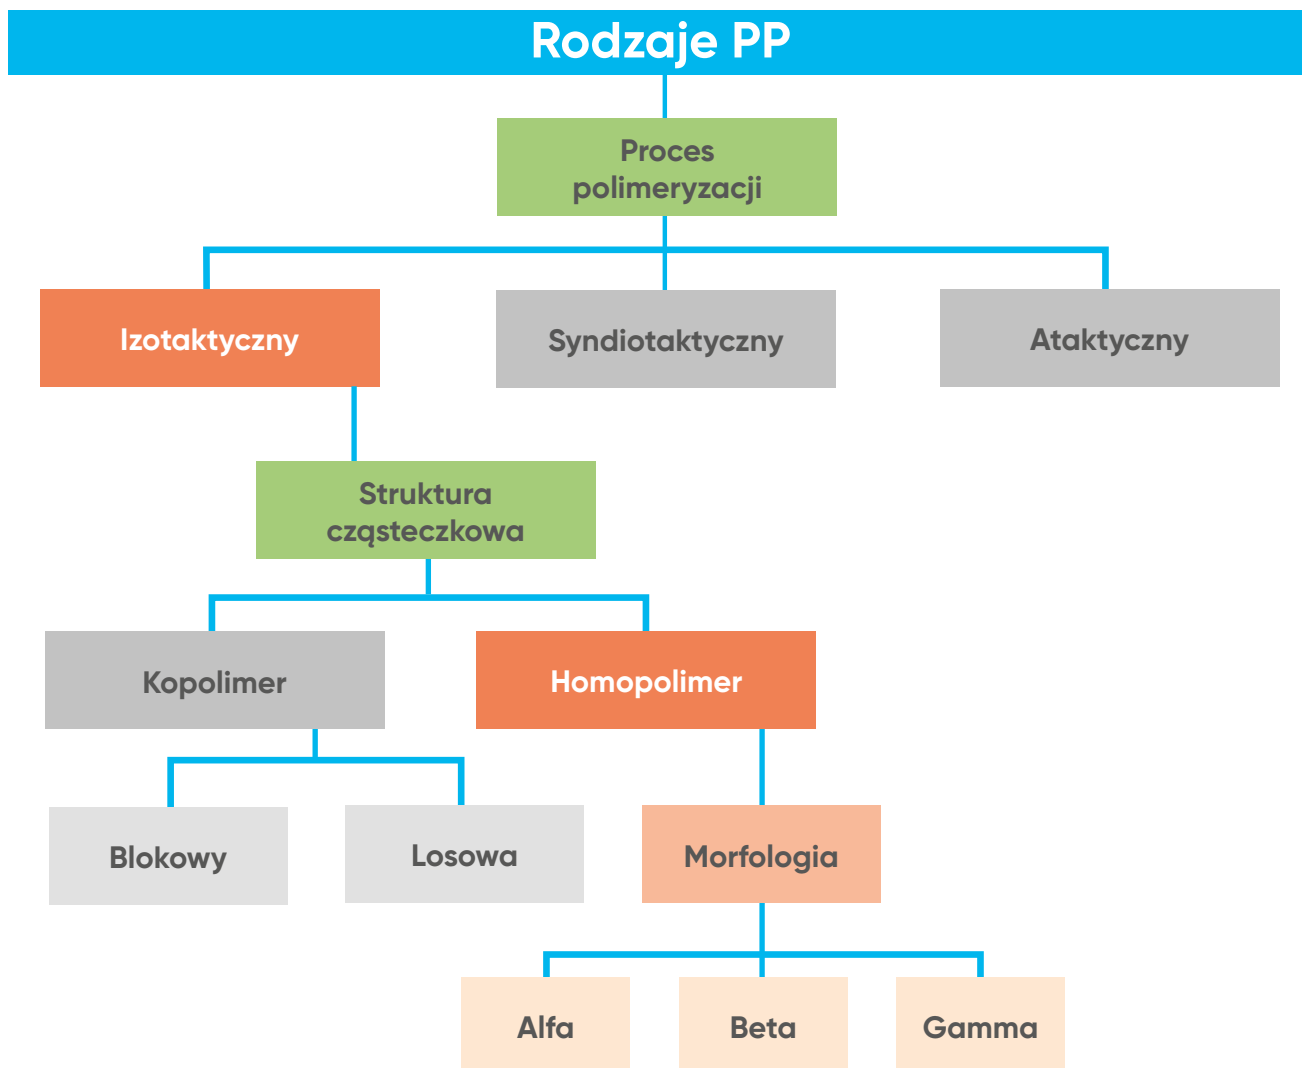 Rodzaje PP
Proces
polimeryzacji
Izotaktyczny
Syndiotaktyczny
Ataktyczny
Struktura
cząsteczkowa
Kopolimer
Homopolimer
Blokowy
Losowa
Morfologia
Alfa
Beta
Gamma